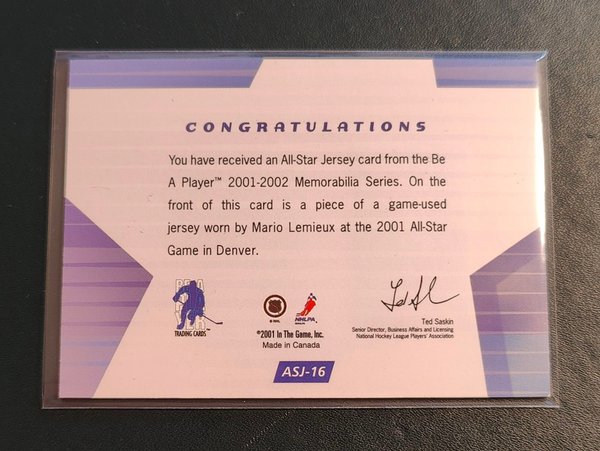 CONGRATULATIONS
You have received an All-Star Jersey card from the Be
A Player™ 2001-2002 Memorabilia Series. On the
front of this card is a piece of a game-used
jersey worn by Mario Lemieux at the 2001 All-Star
Game in Denver.
TRADING CARDS
© NHL
NHLPA
©2001 In The Game, Inc.
Made in Canada
Ted Saskin
Senior Director, Business Affairs and Licensing
National Hockey League Players' Association
ASJ-16